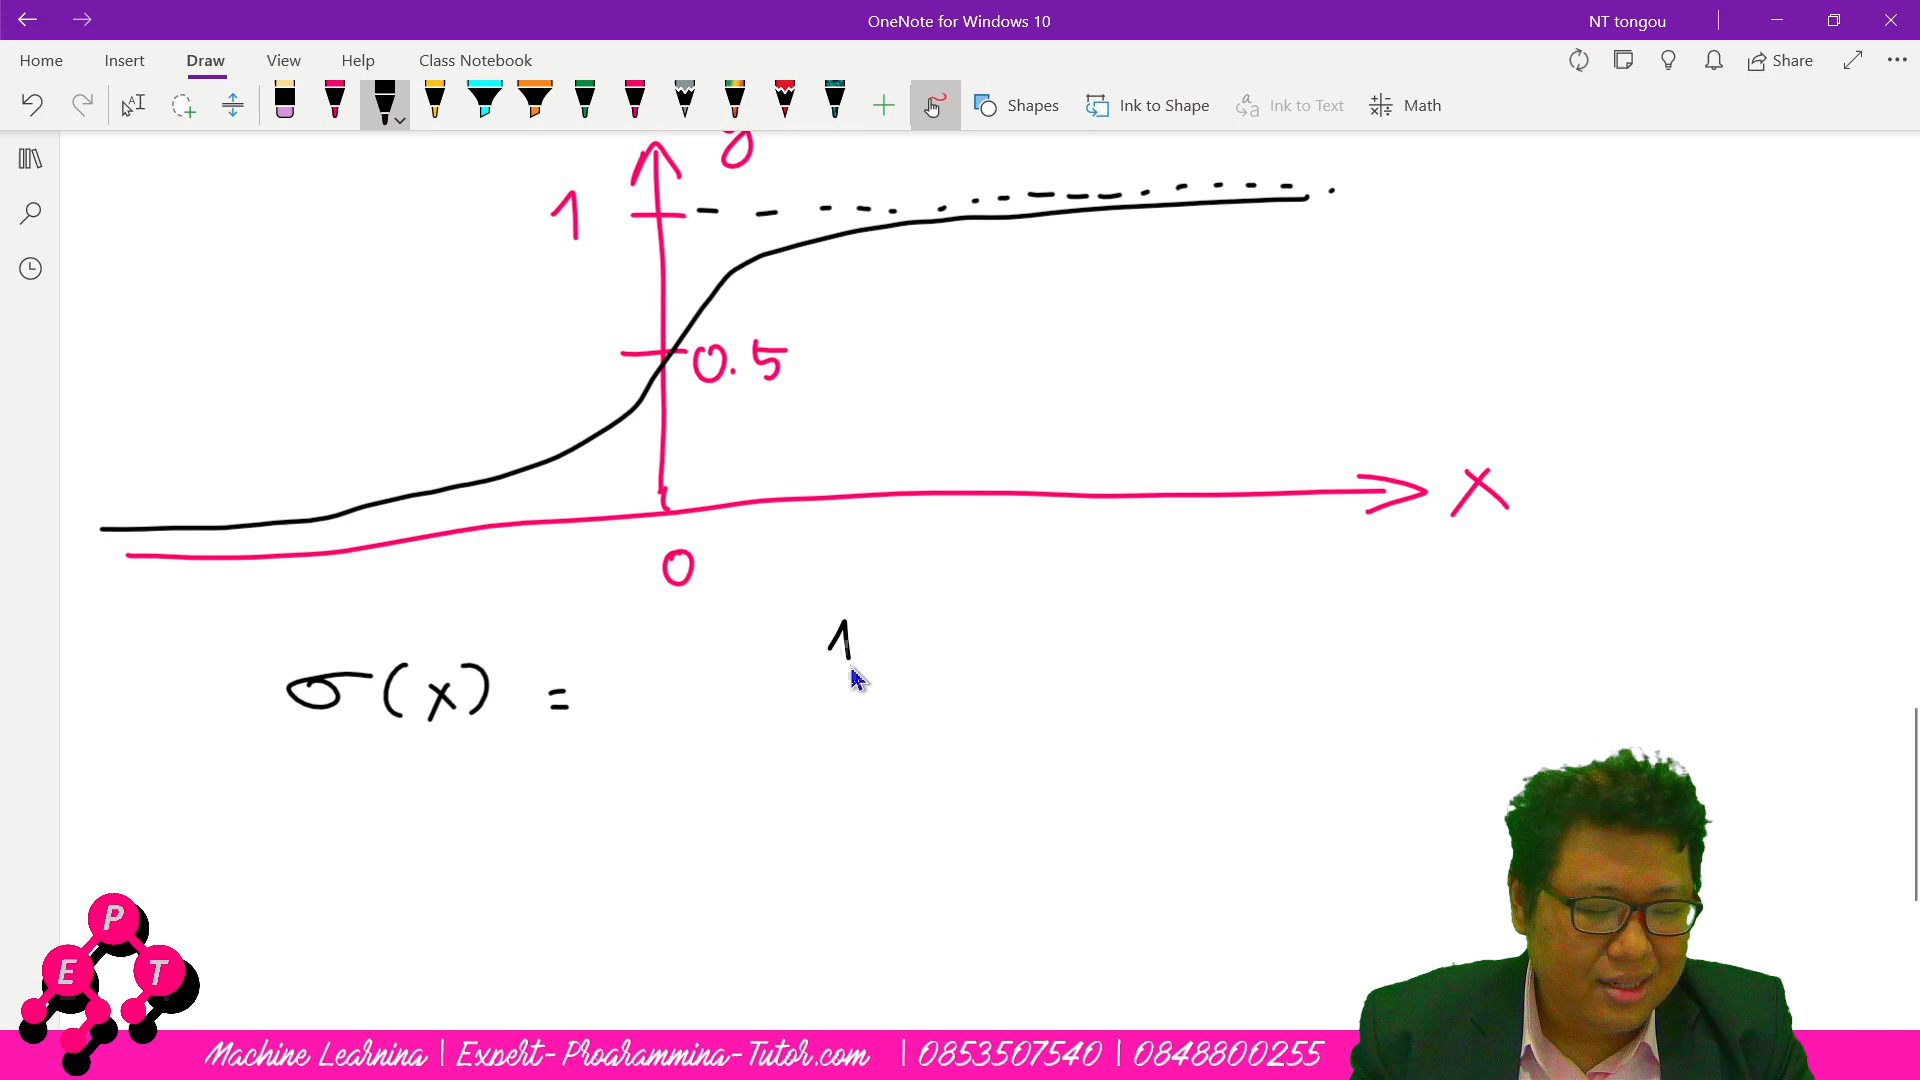 OneNote for Windows 10
NT tongou
Home Insert Draw View Help Class Notebook
Share
Shapes Ink to Shape Ink to Text Math
y
1
0.5
x
0
1
σ(x) =
P
E T
Machine Learning | Expert-Programming-Tutor.com | 0853507540 | 0848800255